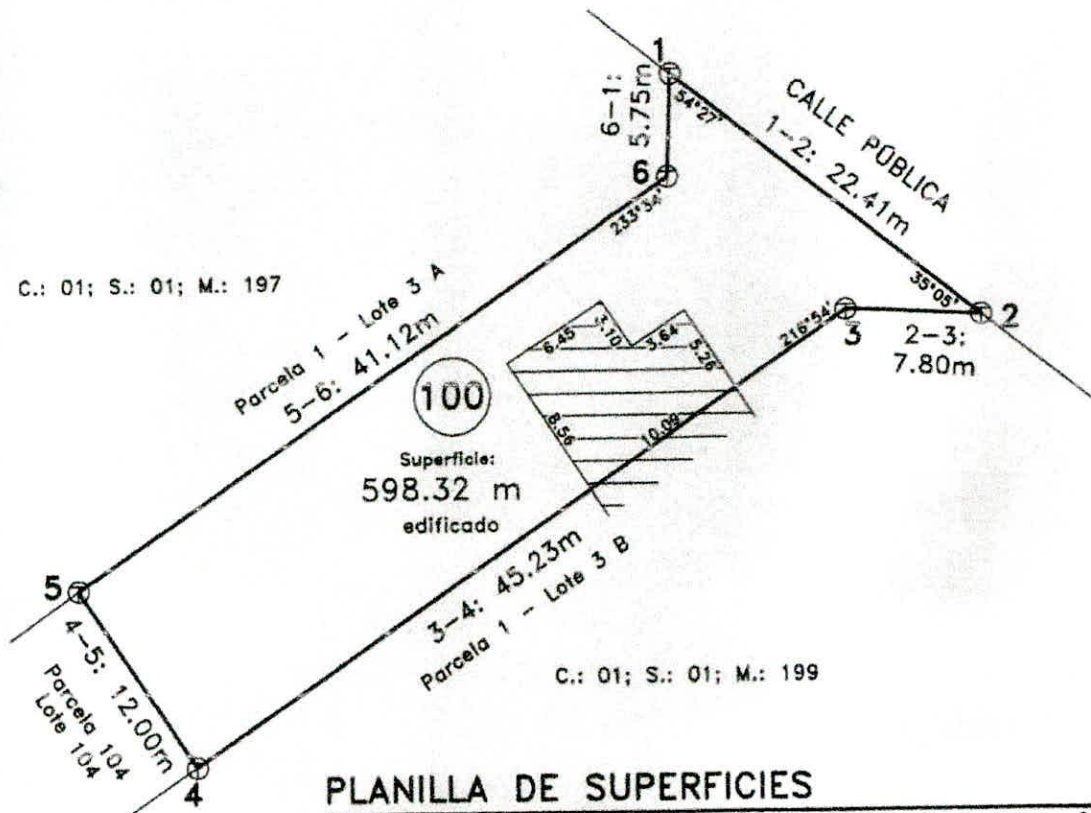 1
6-1:
5.75m
54°27'
CALLE PÚBLICA
1-2: 22.41m
6
233°34'
35°05'
2
216°54'
3
2-3:
7.80m
C.: 01; S.: 01; M.: 197
Parcela 1 - Lote 3 A
5-6: 41.12m
6.45
3.10
3.64
5.26
8.56
10.09
100
Superficie:
598.32 m
edificado
3-4: 45.23m
Parcela 1 - Lote 3 B
5
4-5: 12.00m
Parcela 104
Lote 104
C.: 01; S.: 01; M.: 199
4
PLANILLA DE SUPERFICIES